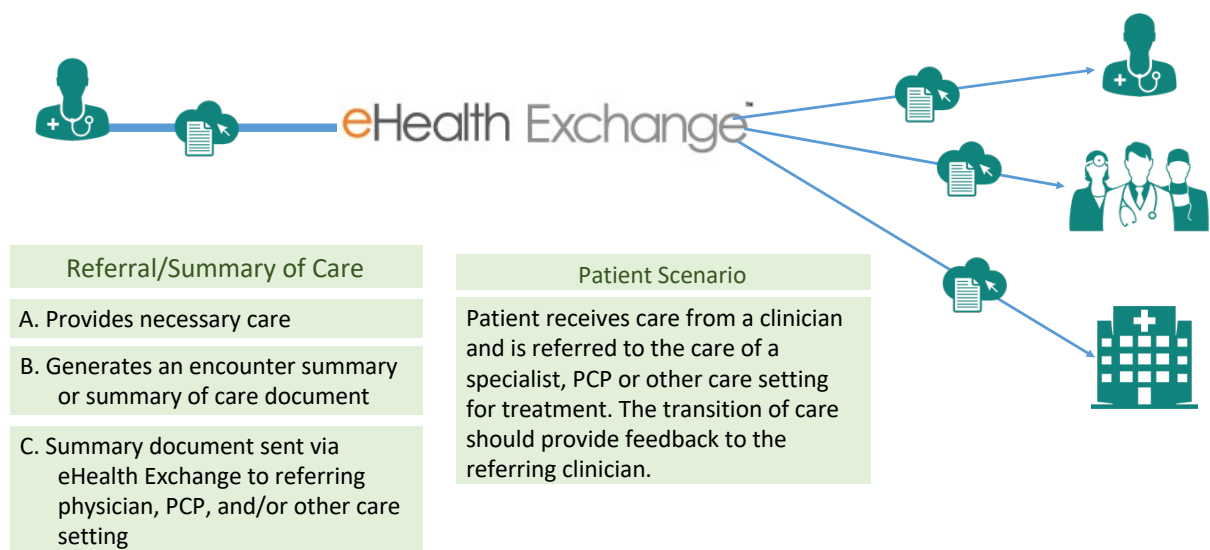 eHealth Exchange™
Referral/Summary of Care
A. Provides necessary care
B. Generates an encounter summary
or summary of care document
C. Summary document sent via
eHealth Exchange to referring
physician, PCP, and/or other care
setting
Patient Scenario
Patient receives care from a clinician
and is referred to the care of a
specialist, PCP or other care setting
for treatment. The transition of care
should provide feedback to the
referring clinician.